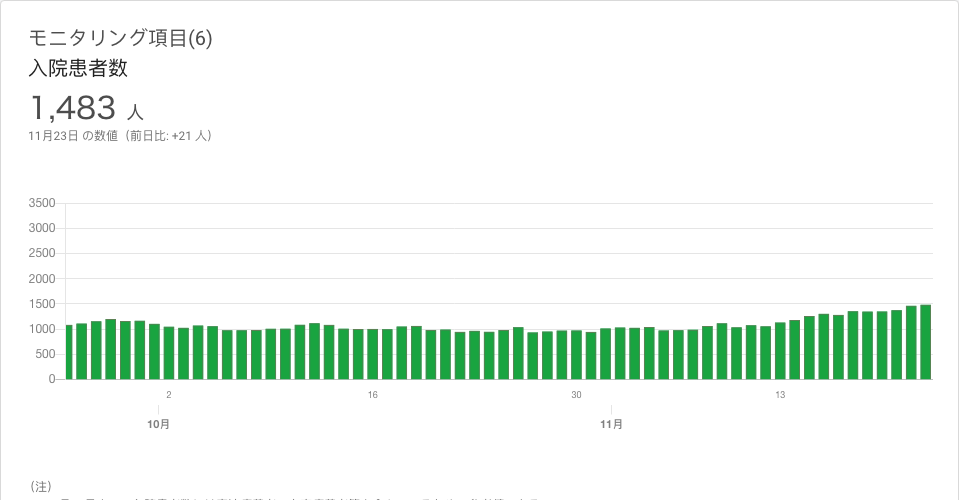 モニタリング項目(6)
入院患者数
1,483 人
11月23日 の数値（前日比: +21 人）
3500
3000
2500
2000
1500
1000
500
0
2
16
30
13
10月
11月
（注）